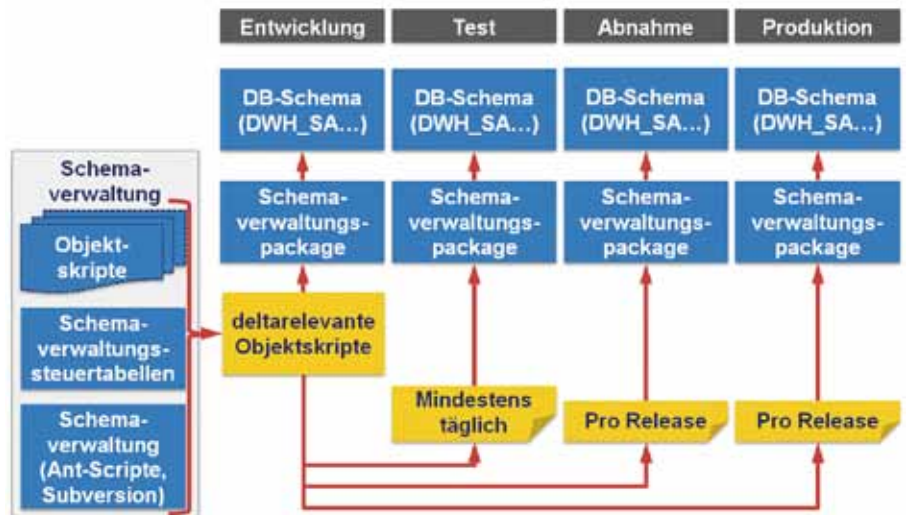 Entwicklung
Test
Abnahme
Produktion
DB-Schema
(DWH_SA...)
DB-Schema
(DWH_SA...)
DB-Schema
(DWH_SA...)
DB-Schema
(DWH_SA...)
Schema-
verwaltung
Objekt-
skripte
Schema-
verwaltungs-
steuertabellen
Schema-
verwaltung
(Ant-Scripte,
Subversion)
Schema-
verwaltungs-
package
Schema-
verwaltungs-
package
Schema-
verwaltungs-
package
Schema-
verwaltungs-
package
deltarelevante
Objektskripte
Mindestens
täglich
Pro Release
Pro Release